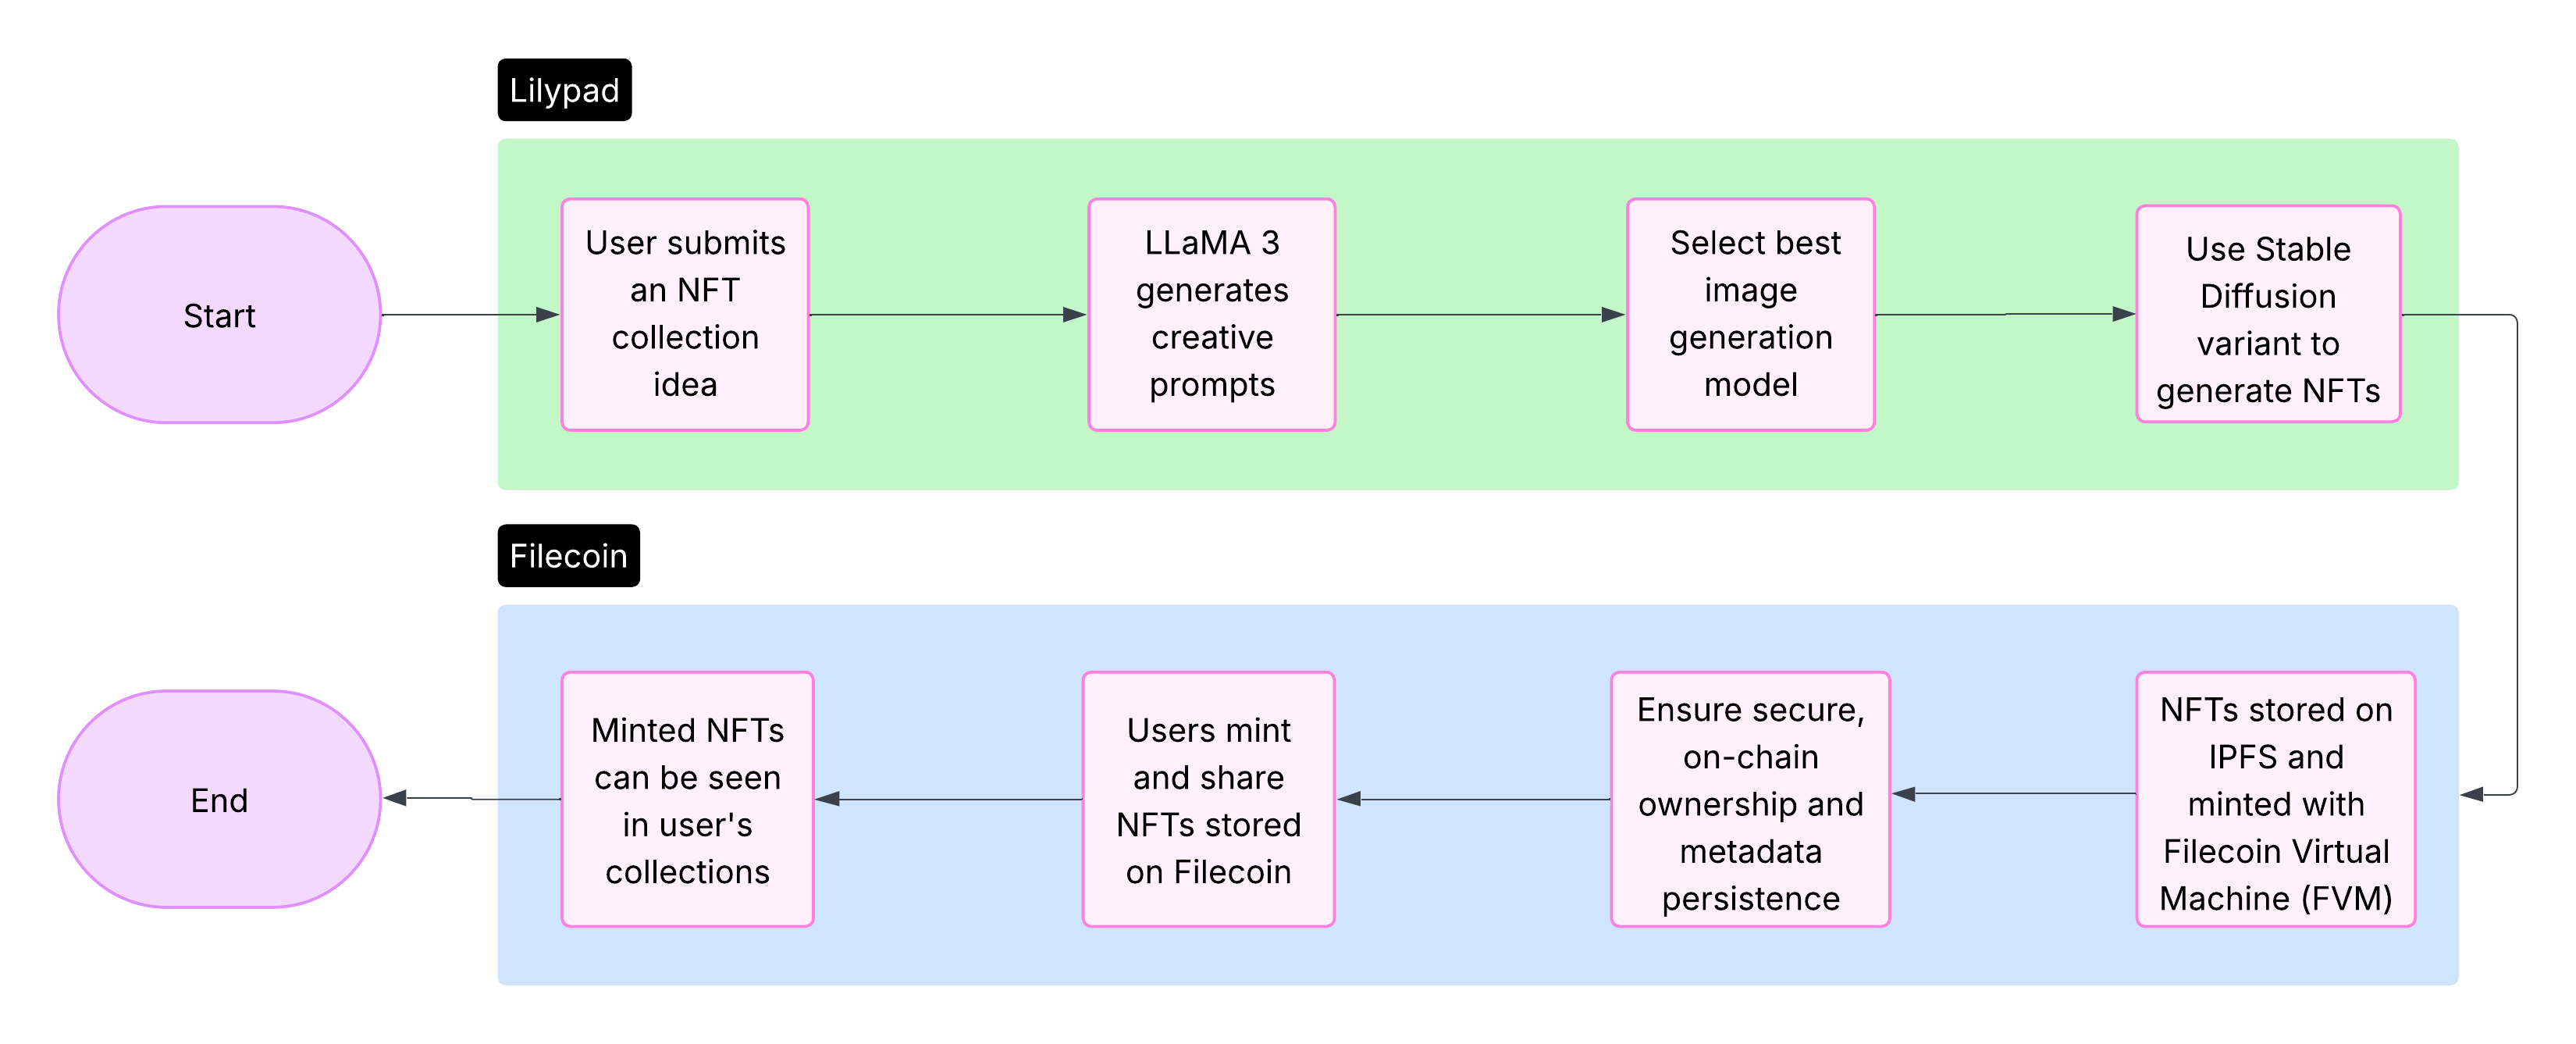 Lilypad
Start
User submits
an NFT
collection
idea
LLaMA 3
generates
creative
prompts
Select best
image
generation
model
Use Stable
Diffusion
variant to
generate NFTs
Filecoin
NFTs stored on
IPFS and
minted with
Filecoin Virtual
Machine (FVM)
Ensure secure,
on-chain
ownership and
metadata
persistence
Users mint
and share
NFTs stored
on Filecoin
Minted NFTs
can be seen
in user's
collections
End